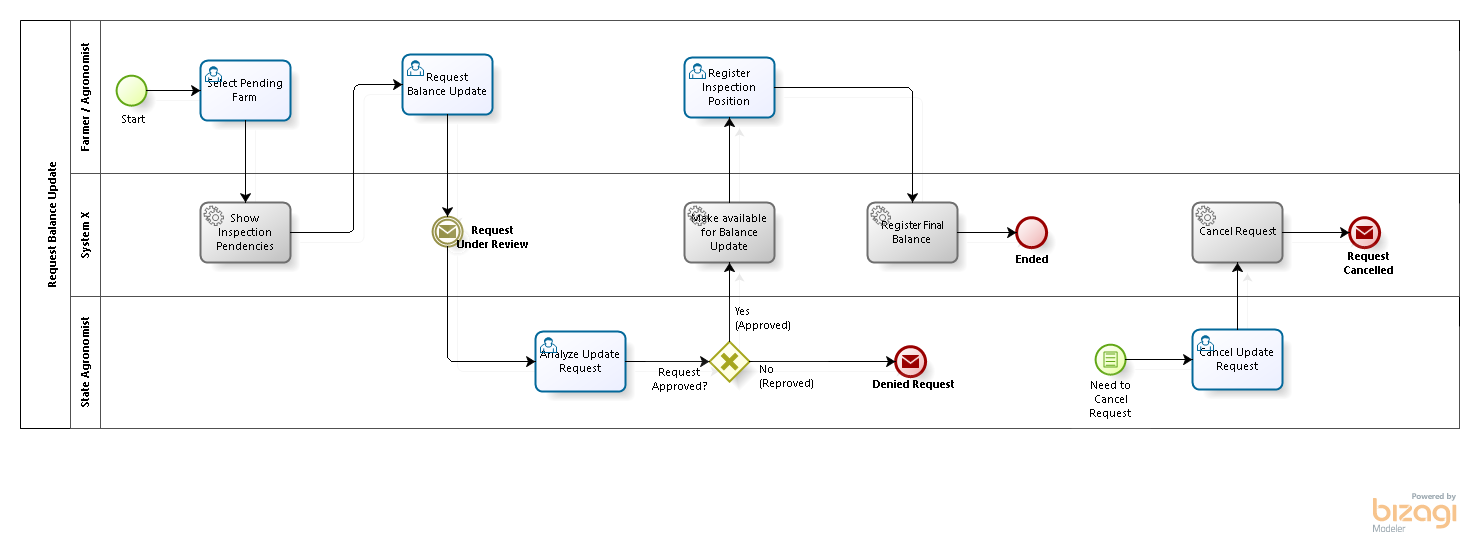 Request Balance Update
Farmer / Agronomist
Start
Select Pending
Farm
Request
Balance Update
Register
Inspection
Position
System X
Show
Inspection
Pendencies
Request
Under Review
Make available
for Balance
Update
Register Final
Balance
Ended
Cancel Request
Request
Cancelled
State Agronomist
Analyze Update
Request
Request
Approved?
Yes
(Approved)
No
(Reproved)
Denied Request
Need to
Cancel
Request
Cancel Update
Request
Powered by
bizagi
Modeler